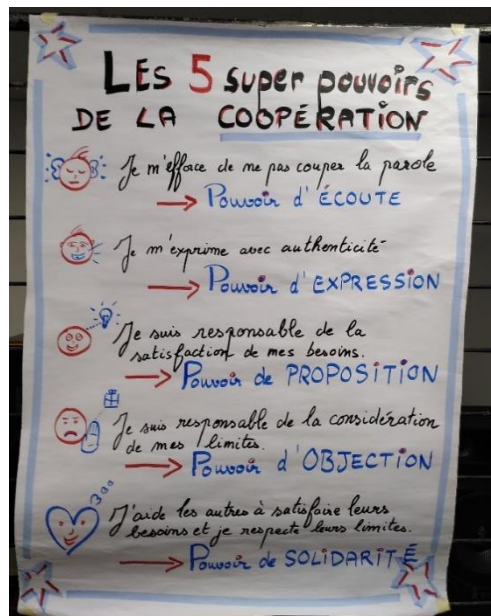 LES 5 super pouvoirs
DE LA COOPÉRATION
Je m'efface de ne pas couper la parole
→ Pouvoir d'ÉCOUTE
Je m'exprime avec authenticité
→ Pouvoir d'EXPRESSION
Je suis responsable de la
satisfaction de mes besoins.
→ Pouvoir de PROPOSITION
Je suis responsable de la considération
de mes limites.
→ Pouvoir d'OBJECTION
J'aide les autres à satisfaire leurs
besoins et je respecte leurs limites.
→ Pouvoir de SOLIDARITÉ